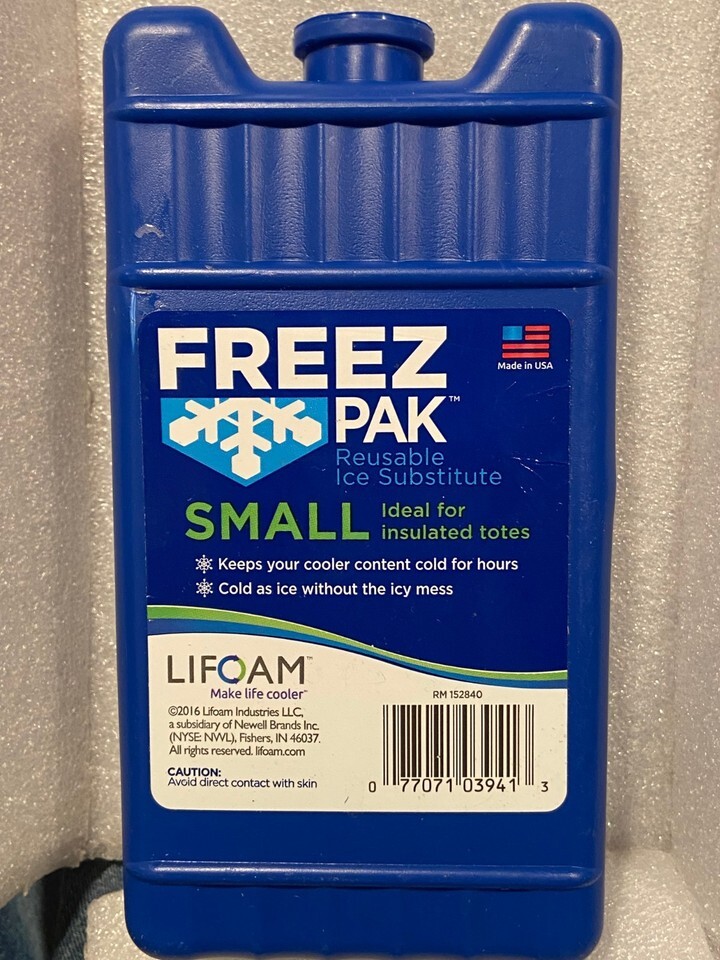 FREEZ
PAK™
Made in USA
Reusable
Ice Substitute
SMALL
Ideal for
insulated totes
Keeps your cooler content cold for hours
Cold as ice without the icy mess
LIFOAM™
Make life cooler™
©2016 Lifoam Industries LLC,
a subsidiary of Newell Brands Inc.
(NYSE: NWL), Fishers, IN 46037.
All rights reserved. lifoam.com
CAUTION:
Avoid direct contact with skin
RM 152840
0 77071 03941 3